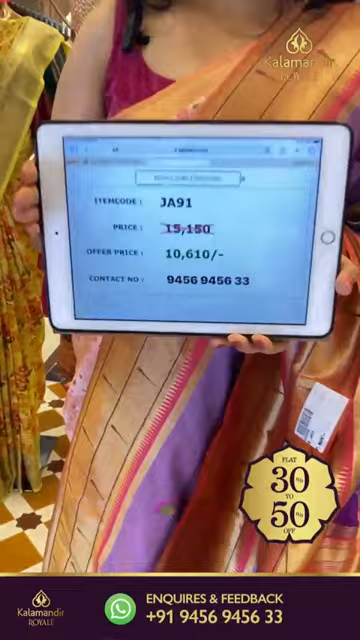 Kalamandir
ROYALE
ITEMCODE : JA91
PRICE : 15,150
OFFER PRICE : 10,610/-
CONTACT NO : 9456 9456 33
FLAT
30%
TO
50%
OFF
Kalamandir
ROYALE
ENQUIRES & FEEDBACK
+91 9456 9456 33